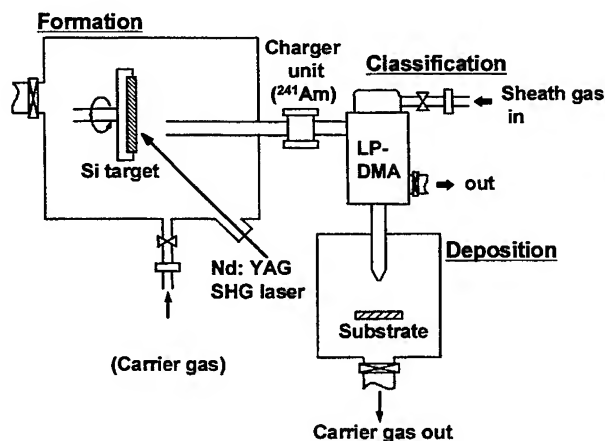 Formation
Charger
unit
(²⁴¹Am)
Classification
Sheath gas
in
LP-
DMA
out
Si target
Nd: YAG
SHG laser
Deposition
Substrate
(Carrier gas)
Carrier gas out